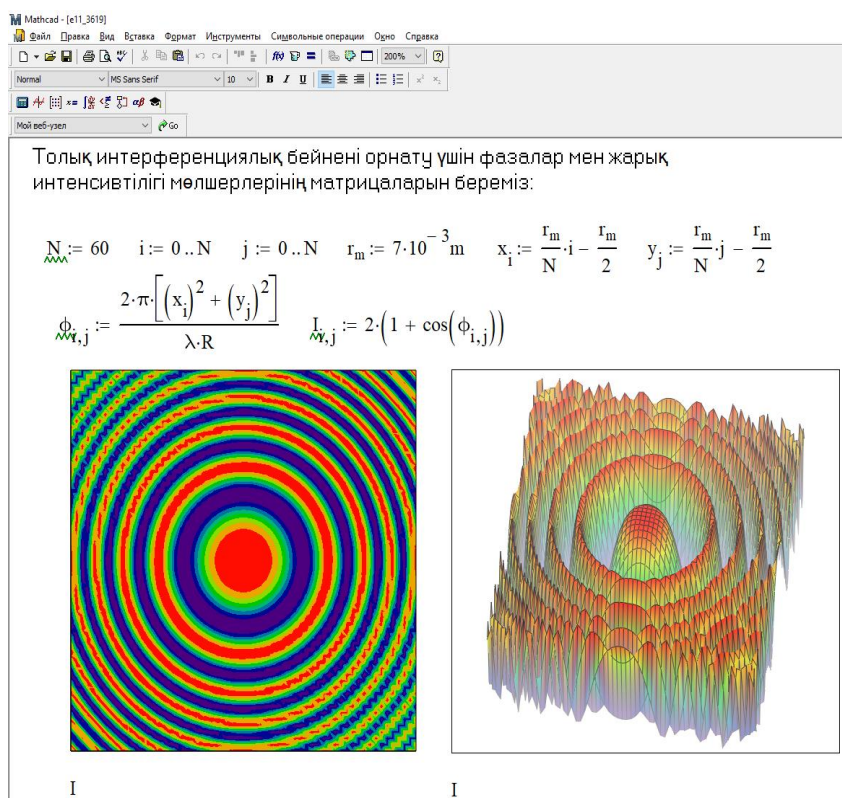 Mathcad - [e11_3619]
Файл Правка Вид Вставка Формат Инструменты Символьные операции Окно Справка
200%
Normal MS Sans Serif 10 B I U
αβ
Мой веб-узел Go
Толық интерференциялық бейнені орнату үшін фазалар мен жарық
интенсивтілігі мөлшерлерінің матрицаларын береміз:
N := 60 i := 0 .. N j := 0 .. N r_m := 7·10^-3 m x_i := r_m/N·i − r_m/2 y_j := r_m/N·j − r_m/2
ϕ_i,j := 2·π·[(x_i)^2 + (y_j)^2]/λ·R I_i,j := 2·(1 + cos(ϕ_i,j))
I I